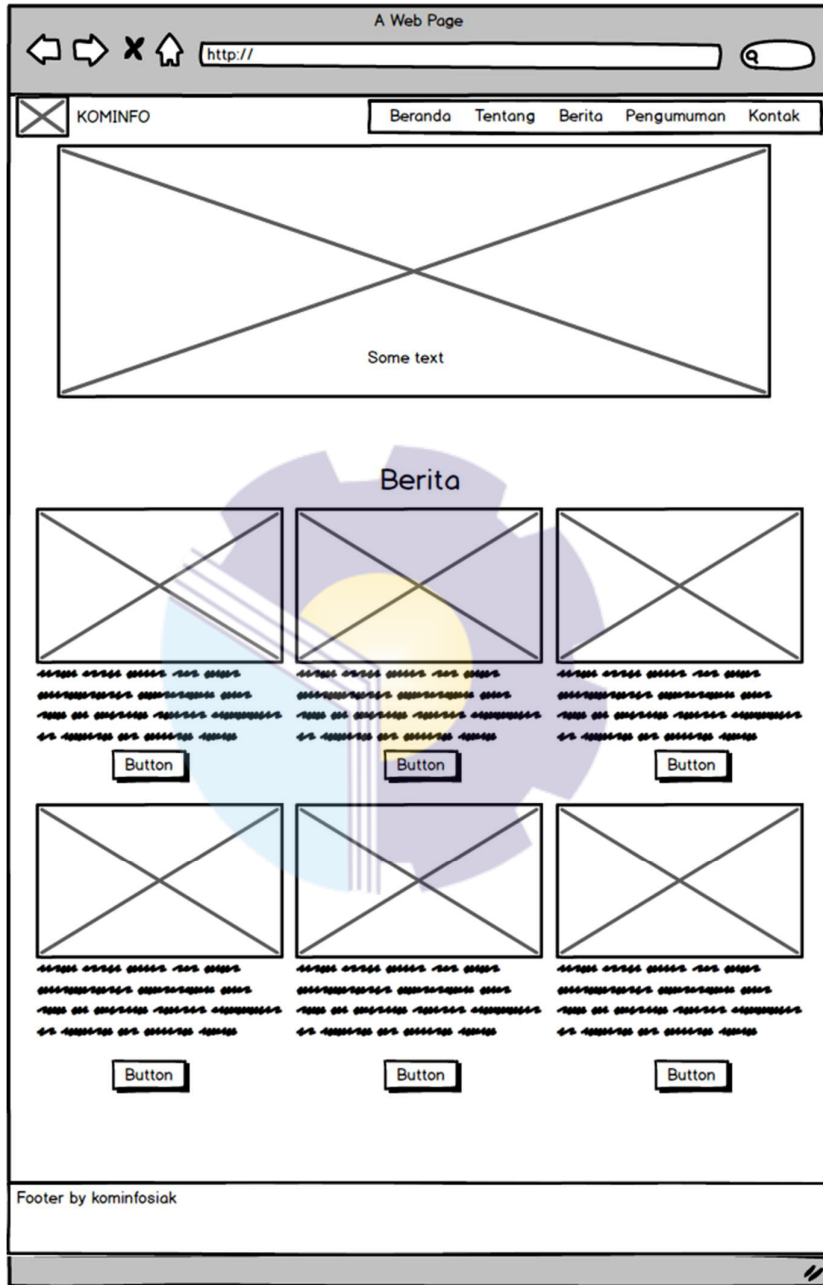 A Web Page
http://
KOMINFO
Beranda Tentang Berita Pengumuman Kontak
Some text
Berita
Button Button Button
Button Button Button
Footer by kominfosiak